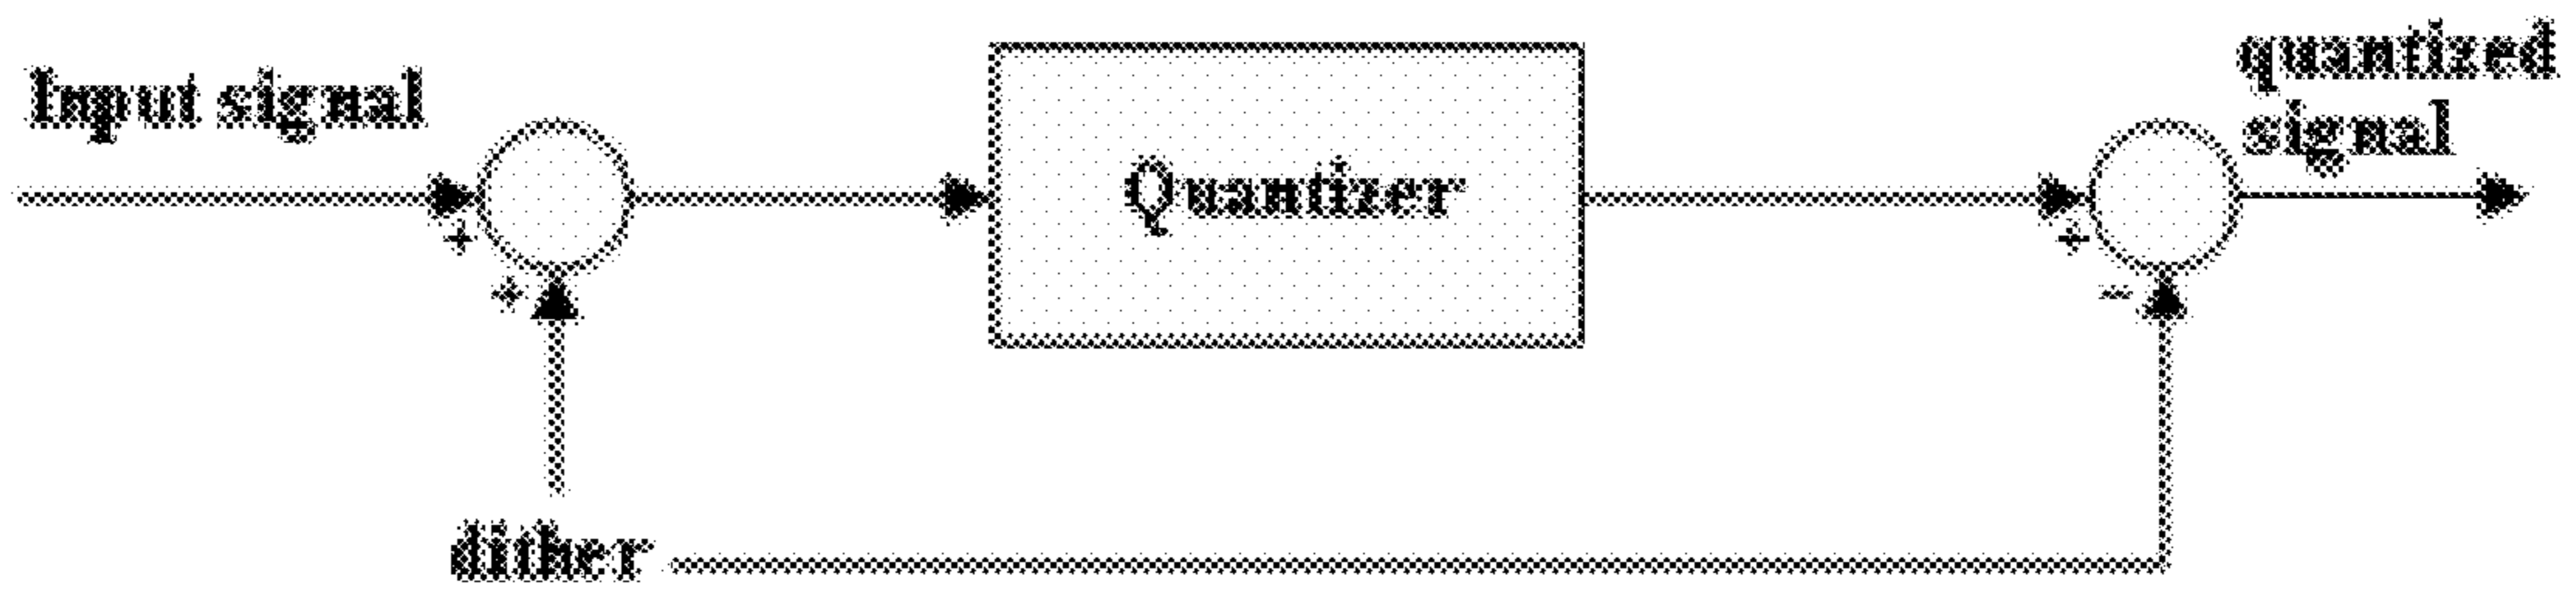 Input signal
quantized
signal
Quantizer
+
+
+
-
dither